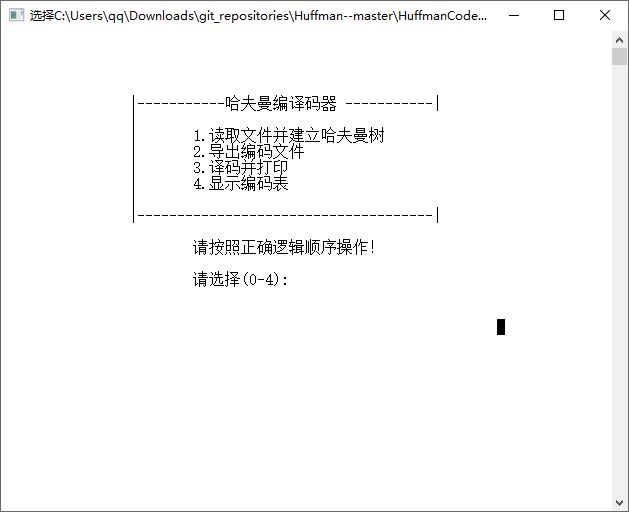 选择C:\Users\qq\Downloads\git_repositories\Huffman--master\HuffmanCode...
|-----------哈夫曼编译码器 -----------|
1.读取文件并建立哈夫曼树
2.导出编码文件
3.译码并打印
4.显示编码表
|-------------------------------------|
请按照正确逻辑顺序操作!
请选择(0-4):